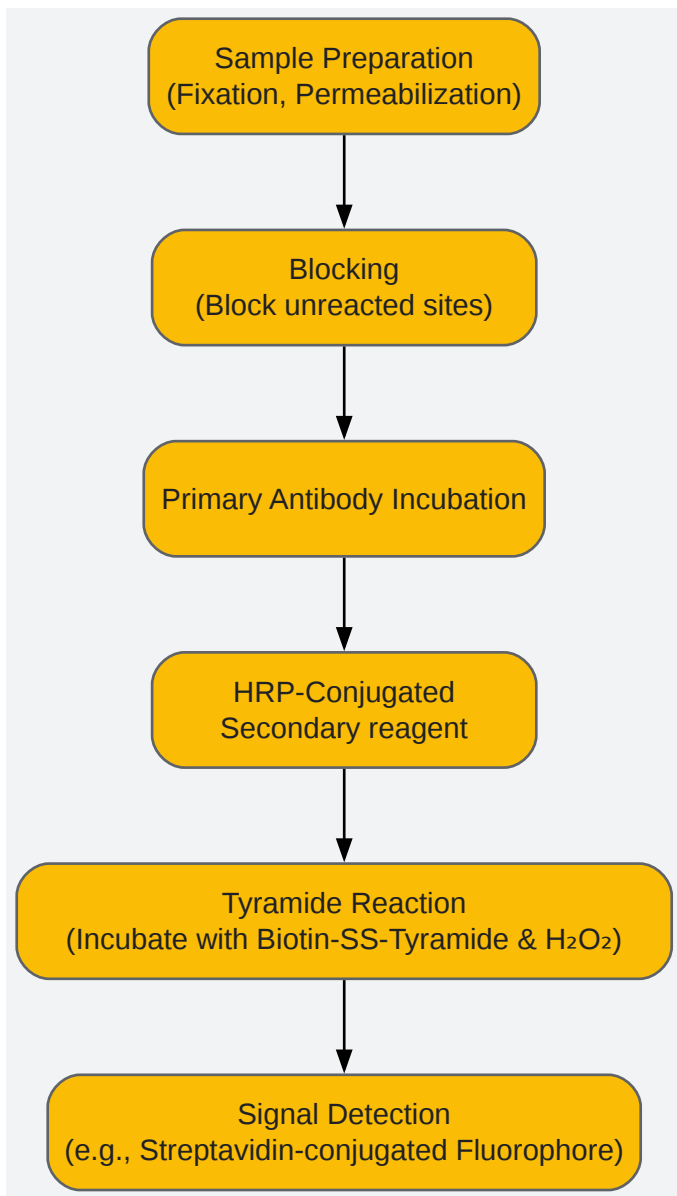 Sample Preparation
(Fixation, Permeabilization)
Blocking
(Block unreacted sites)
Primary Antibody Incubation
HRP-Conjugated
Secondary reagent
Tyramide Reaction
(Incubate with Biotin-SS-Tyramide & H₂O₂)
Signal Detection
(e.g., Streptavidin-conjugated Fluorophore)